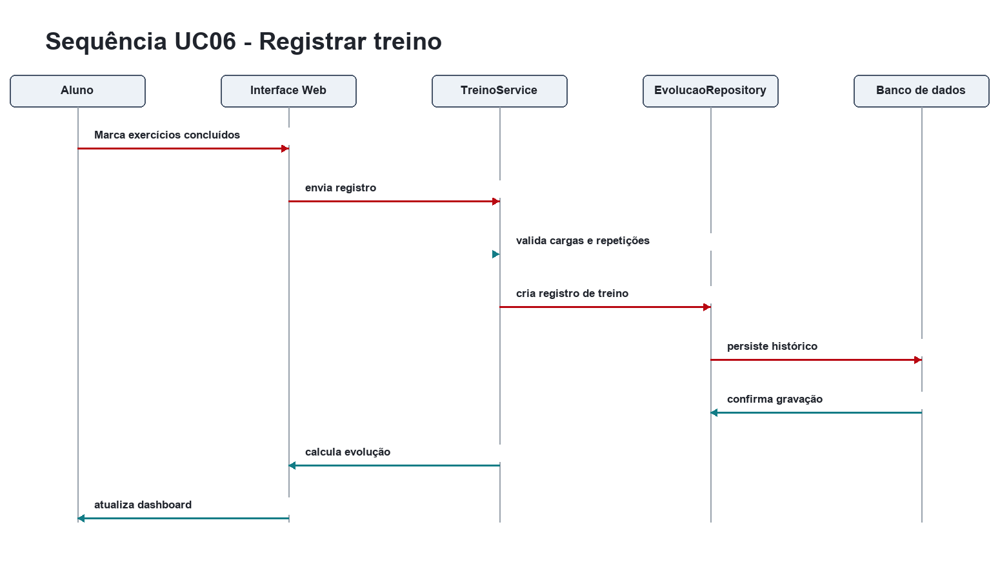 Sequência UC06 - Registrar treino
Aluno
Interface Web
TreinoService
EvolucaoRepository
Banco de dados
Marca exercícios concluídos
envia registro
valida cargas e repetições
cria registro de treino
persiste histórico
confirma gravação
calcula evolução
atualiza dashboard